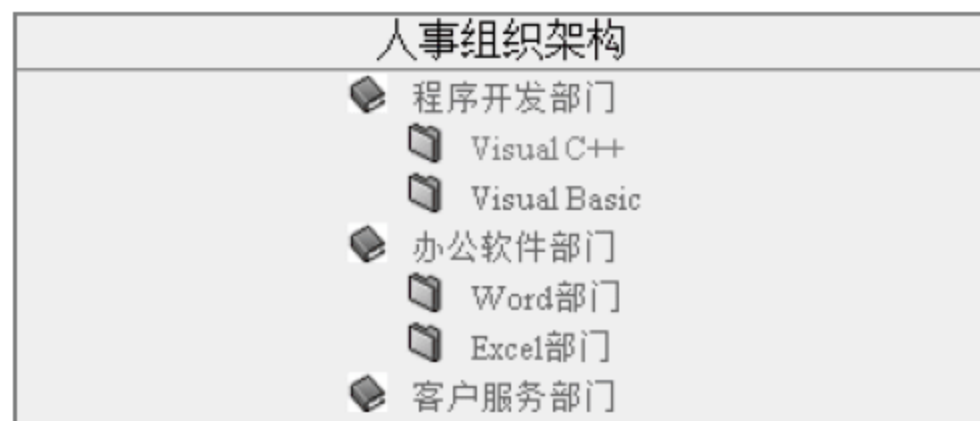 人事组织架构
程序开发部门
Visual C++
Visual Basic
办公软件部门
Word部门
Excel部门
客户服务部门